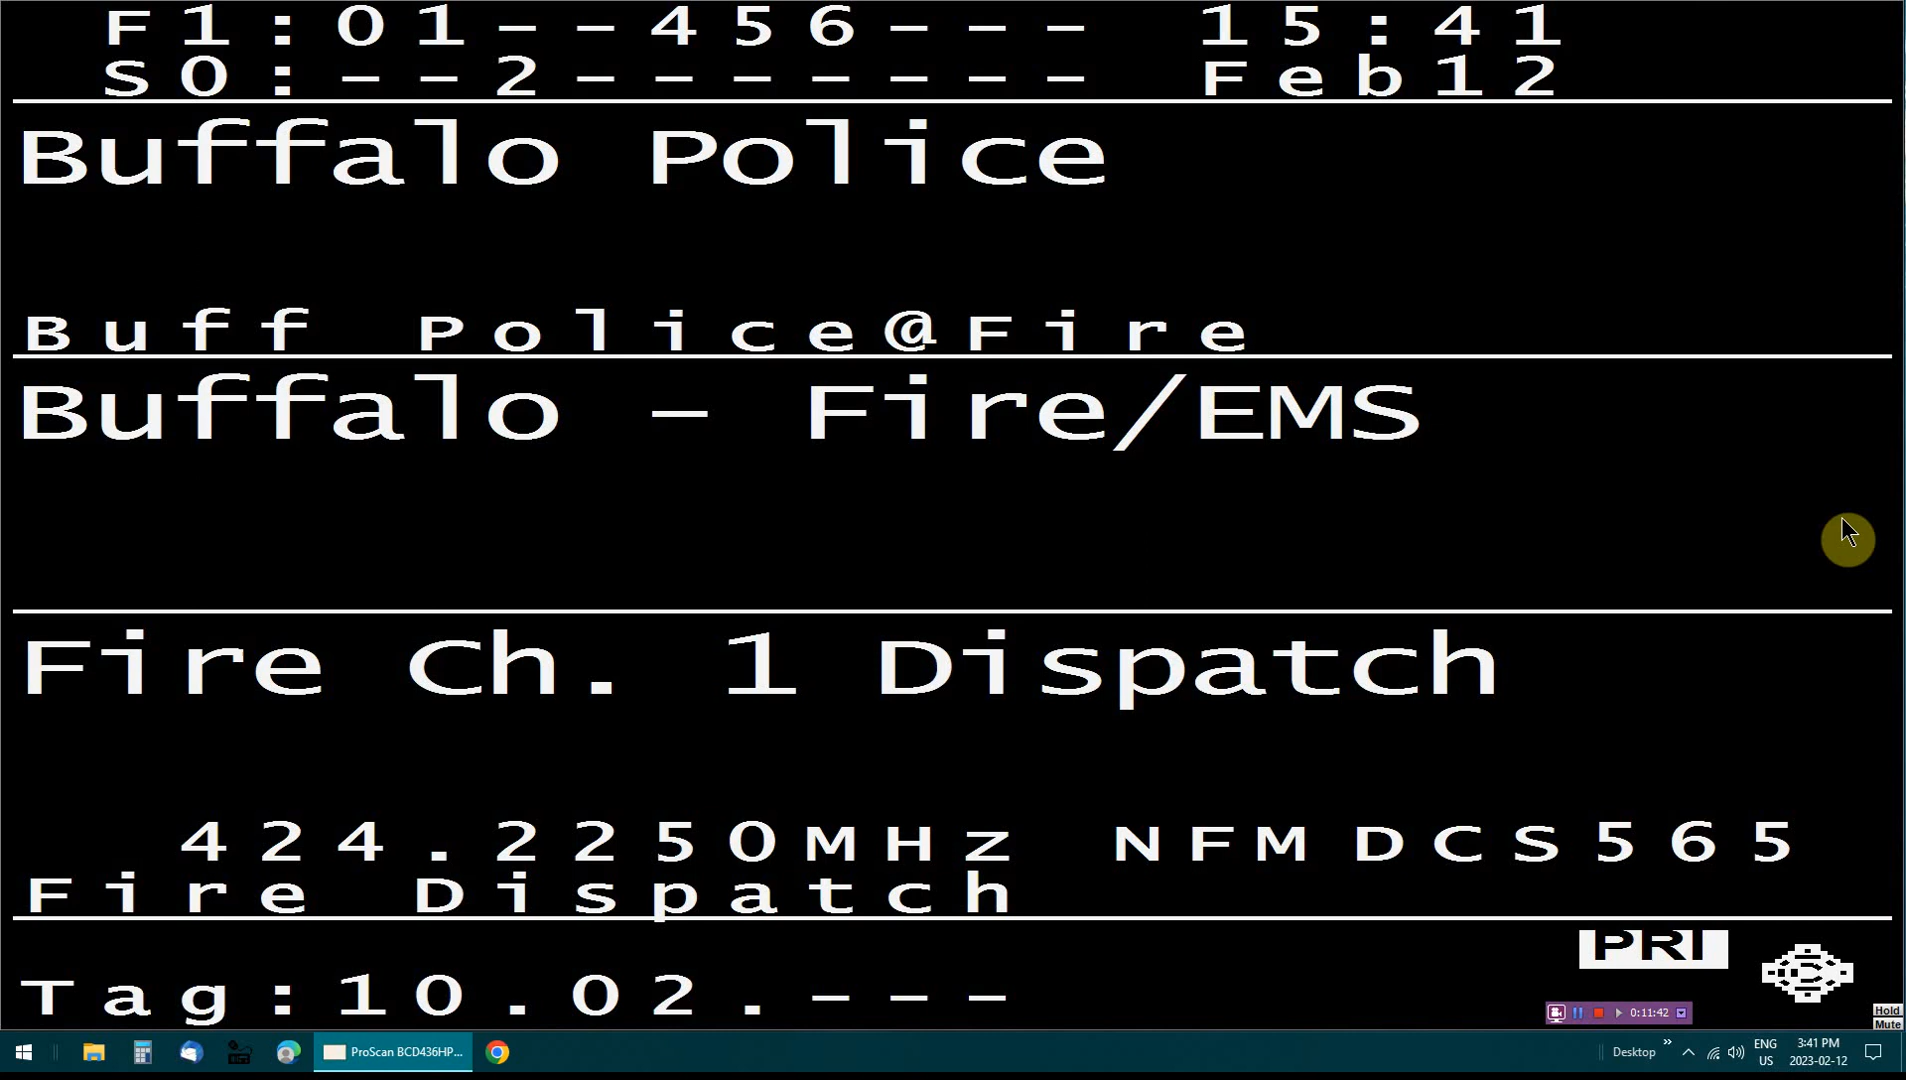 F1:01--456--- 15:41
S0:--2------- Feb12
Buffalo Police
Buff Police@Fire
Buffalo - Fire/EMS
Fire Ch. 1 Dispatch
424.2250MHz NFM DCS565
Fire Dispatch
PRI
Tag:10.02.---
C
0:11:42
Hold
Mute
ProScan BCD436HP...
Desktop
ENG
US
3:41 PM
2023-02-12